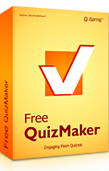 iSpring
Free
QuizMaker
Engaging Flash Quizzes
Free QuizMaker